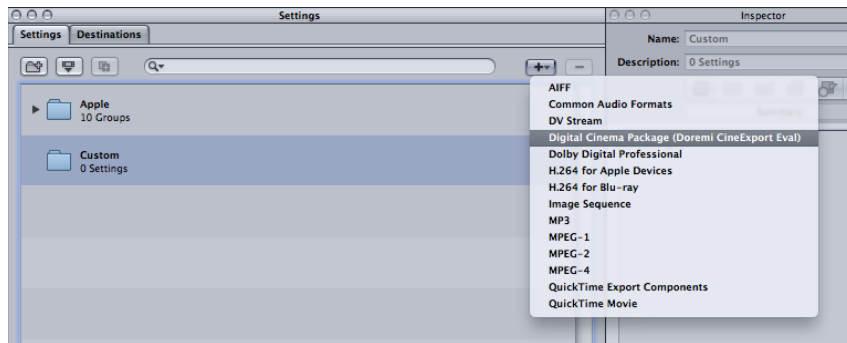 Settings
Inspector
Settings
Destinations
Name: Custom
Description: 0 Settings
Apple
10 Groups
Custom
0 Settings
AIFF
Common Audio Formats
DV Stream
Digital Cinema Package (Doremi CineExport Eval)
Dolby Digital Professional
H.264 for Apple Devices
H.264 for Blu-ray
Image Sequence
MP3
MPEG-1
MPEG-2
MPEG-4
QuickTime Export Components
QuickTime Movie